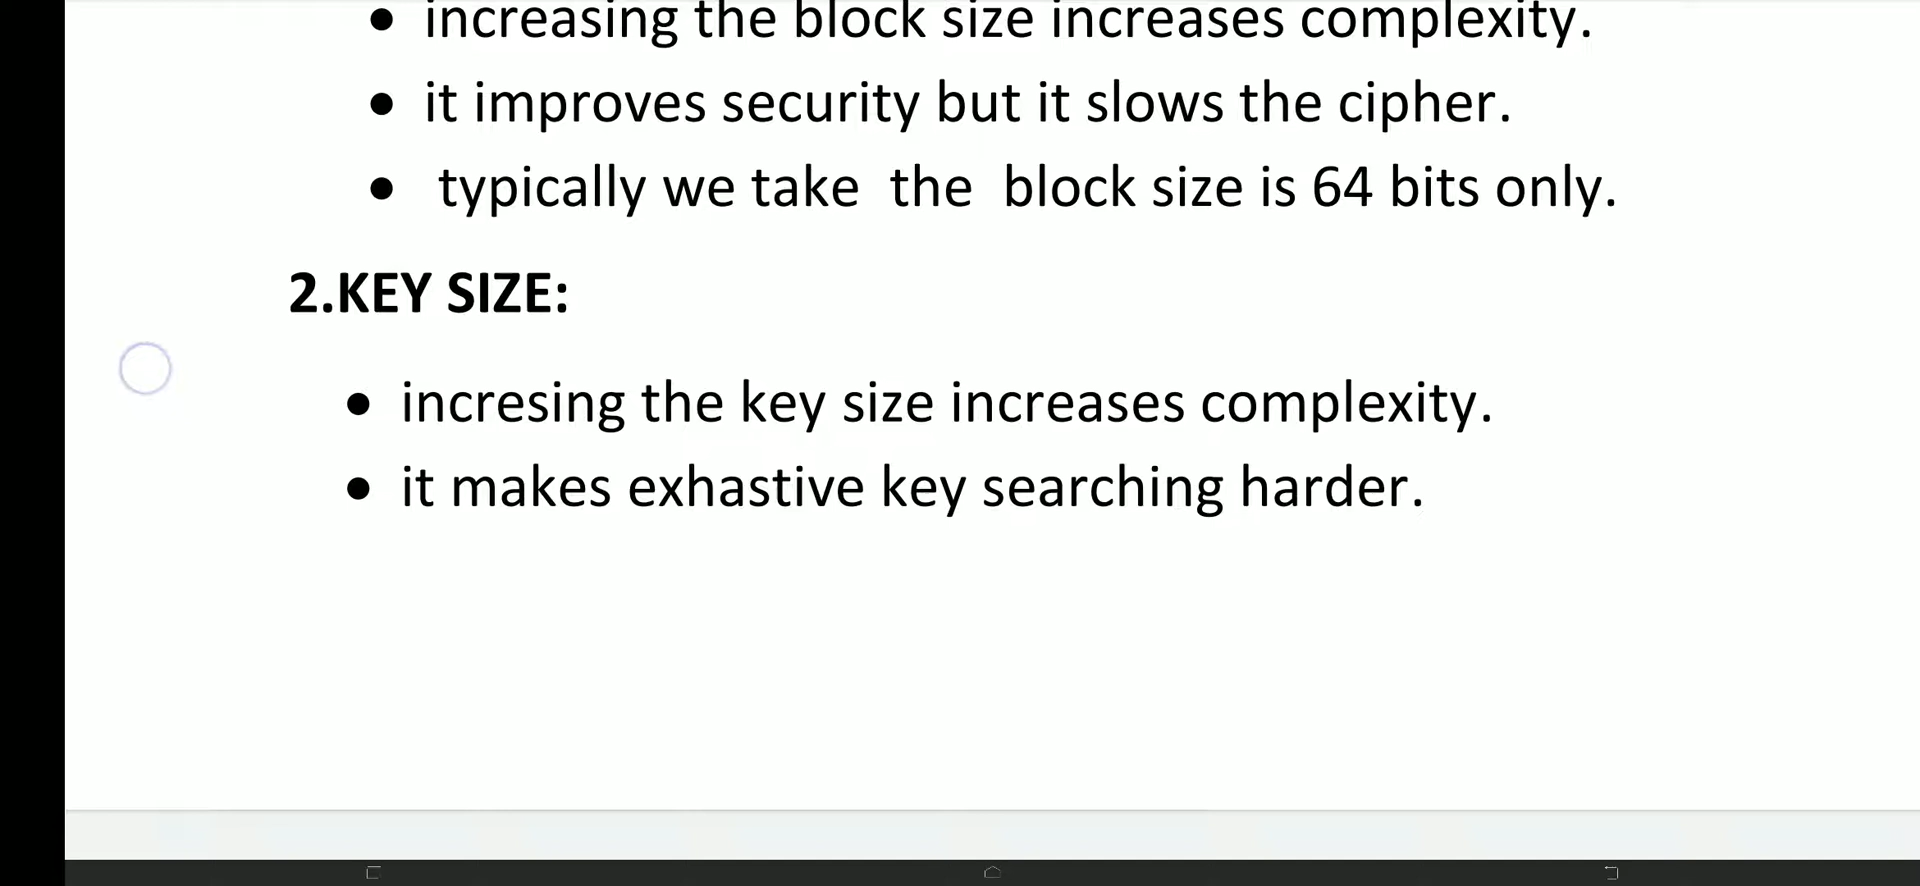 • increasing the block size increases complexity.
• it improves security but it slows the cipher.
• typically we take the block size is 64 bits only.
2.KEY SIZE:
• incresing the key size increases complexity.
• it makes exhastive key searching harder.